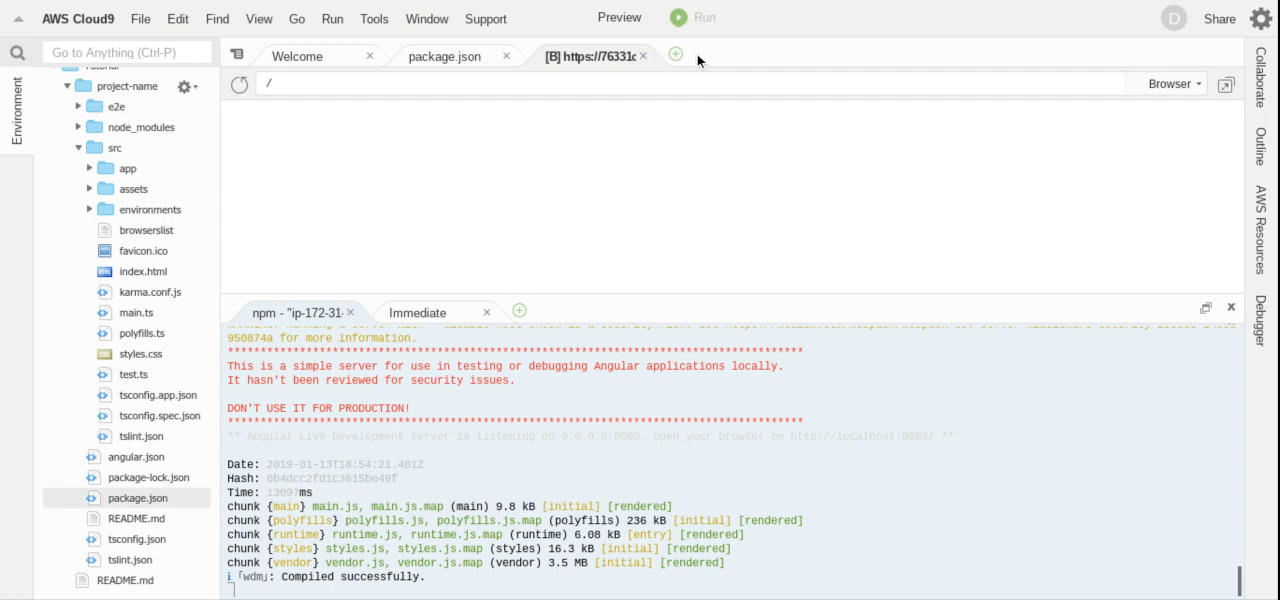 AWS Cloud9 File Edit Find View Go Run Tools Window Support Preview Run D Share
Go to Anything (Ctrl-P)
Welcome
package.json
[B] https://76331c
/
Browser
Environment
project-name
e2e
node_modules
src
app
assets
environments
browserslist
favicon.ico
index.html
karma.conf.js
main.ts
polyfills.ts
styles.css
test.ts
tsconfig.app.json
tsconfig.spec.json
tslint.json
angular.json
package-lock.json
package.json
README.md
tsconfig.json
tslint.json
README.md
npm - "ip-172-31-
Immediate
950874a for more information.
****************************************************************************************
This is a simple server for use in testing or debugging Angular applications locally.
It hasn't been reviewed for security issues.
DON'T USE IT FOR PRODUCTION!
****************************************************************************************
** Angular Live Development Server is listening on 0.0.0.0:8080, open your browser on http://localhost:8080/ **
Date: 2019-01-13T18:54:21.401Z
Hash: 0b4dcc2fd1c3615be49f
Time: 13097ms
chunk {main} main.js, main.js.map (main) 9.8 kB [initial] [rendered]
chunk {polyfills} polyfills.js, polyfills.js.map (polyfills) 236 kB [initial] [rendered]
chunk {runtime} runtime.js, runtime.js.map (runtime) 6.08 kB [entry] [rendered]
chunk {styles} styles.js, styles.js.map (styles) 16.3 kB [initial] [rendered]
chunk {vendor} vendor.js, vendor.js.map (vendor) 3.5 MB [initial] [rendered]
ℹ ｢wdm｣: Compiled successfully.
Collaborate
Outline
AWS Resources
Debugger